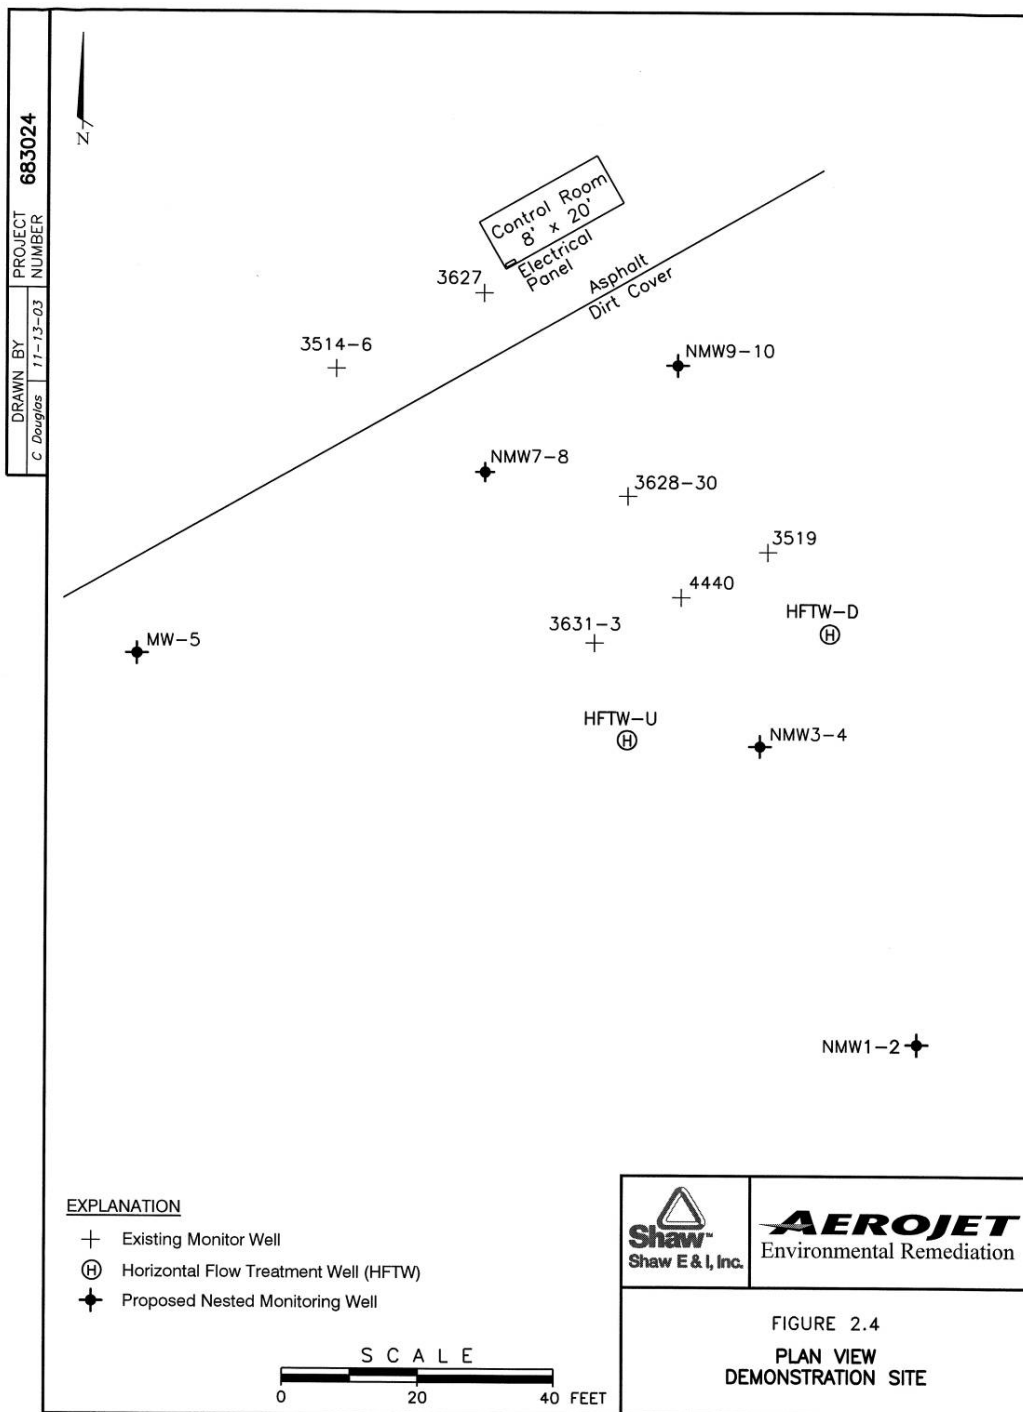 DRAWN BY
C Douglas
11-13-03
PROJECT
NUMBER
683024
N
Control Room
8' x 20'
Electrical
Panel
Asphalt
Dirt Cover
3627
3514-6
NMW9-10
NMW7-8
3628-30
3519
4440
HFTW-D
H
MW-5
3631-3
HFTW-U
H
NMW3-4
NMW1-2
EXPLANATION
Existing Monitor Well
H Horizontal Flow Treatment Well (HFTW)
Proposed Nested Monitoring Well
SCALE
0 20 40 FEET
Shaw™
Shaw E & I, Inc.
AEROJET
Environmental Remediation
FIGURE 2.4
PLAN VIEW
DEMONSTRATION SITE